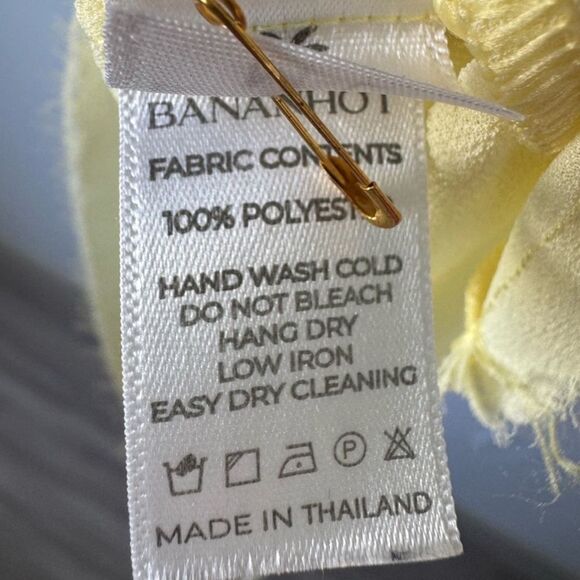 BANANHOT
FABRIC CONTENTS
100% POLYESTER
HAND WASH COLD
DO NOT BLEACH
HANG DRY
LOW IRON
EASY DRY CLEANING
P
MADE IN THAILAND